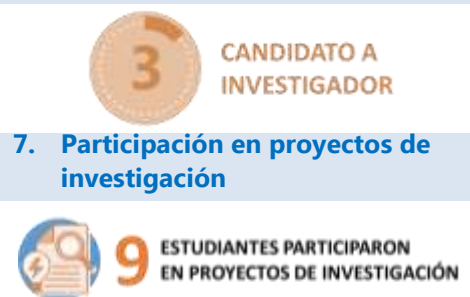 3
CANDIDATO A
INVESTIGADOR
7. Participación en proyectos de
investigación
9
ESTUDIANTES PARTICIPARON
EN PROYECTOS DE INVESTIGACIÓN